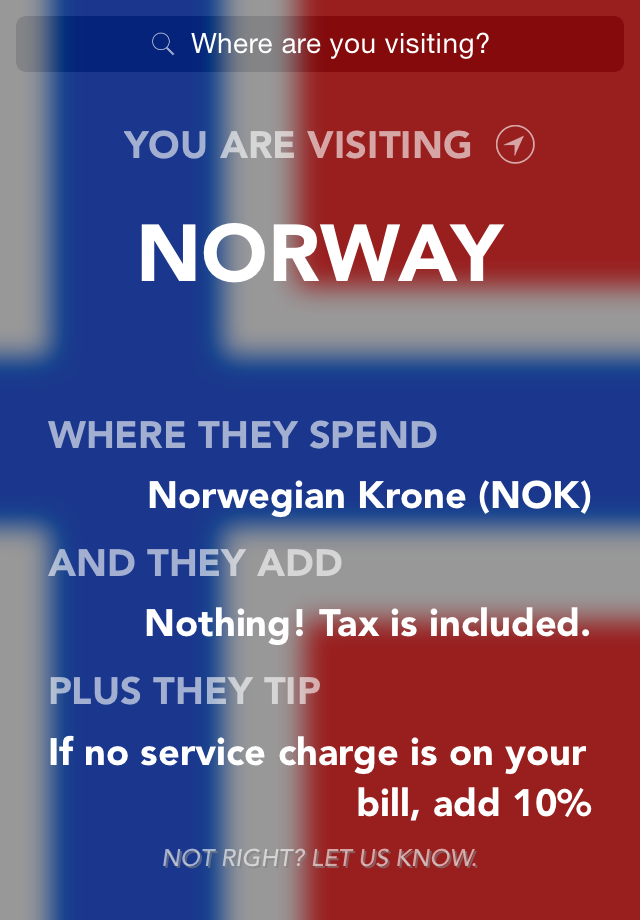 Where are you visiting?
YOU ARE VISITING
NORWAY
WHERE THEY SPEND
Norwegian Krone (NOK)
AND THEY ADD
Nothing! Tax is included.
PLUS THEY TIP
If no service charge is on your
bill, add 10%
NOT RIGHT? LET US KNOW.